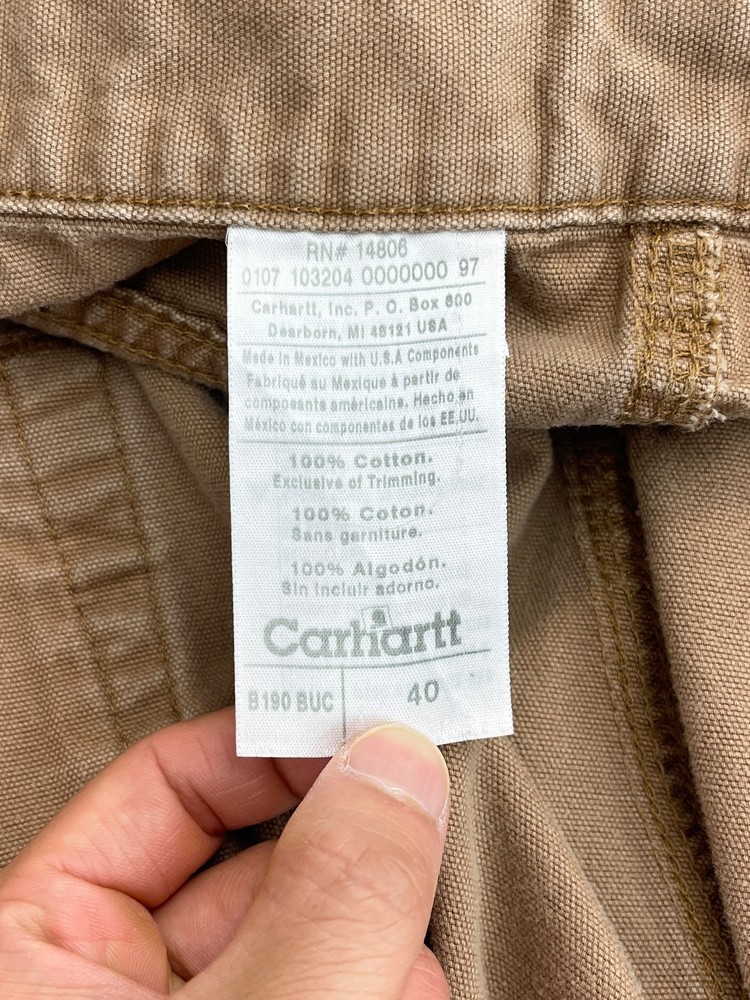 RN# 14806
0107 103204 0000000 97
Carhartt, Inc. P. O. Box 600
Dearborn, MI 48121 USA
Made in Mexico with U.S.A Components
Fabriqué au Mexique à partir de
composants américains. Hecho en
México con componentes de los EE.UU.
100% Cotton.
Exclusive of Trimming.
100% Coton.
Sans garniture.
100% Algodón.
Sin incluir adorno.
Carhartt
B190 BUC 40